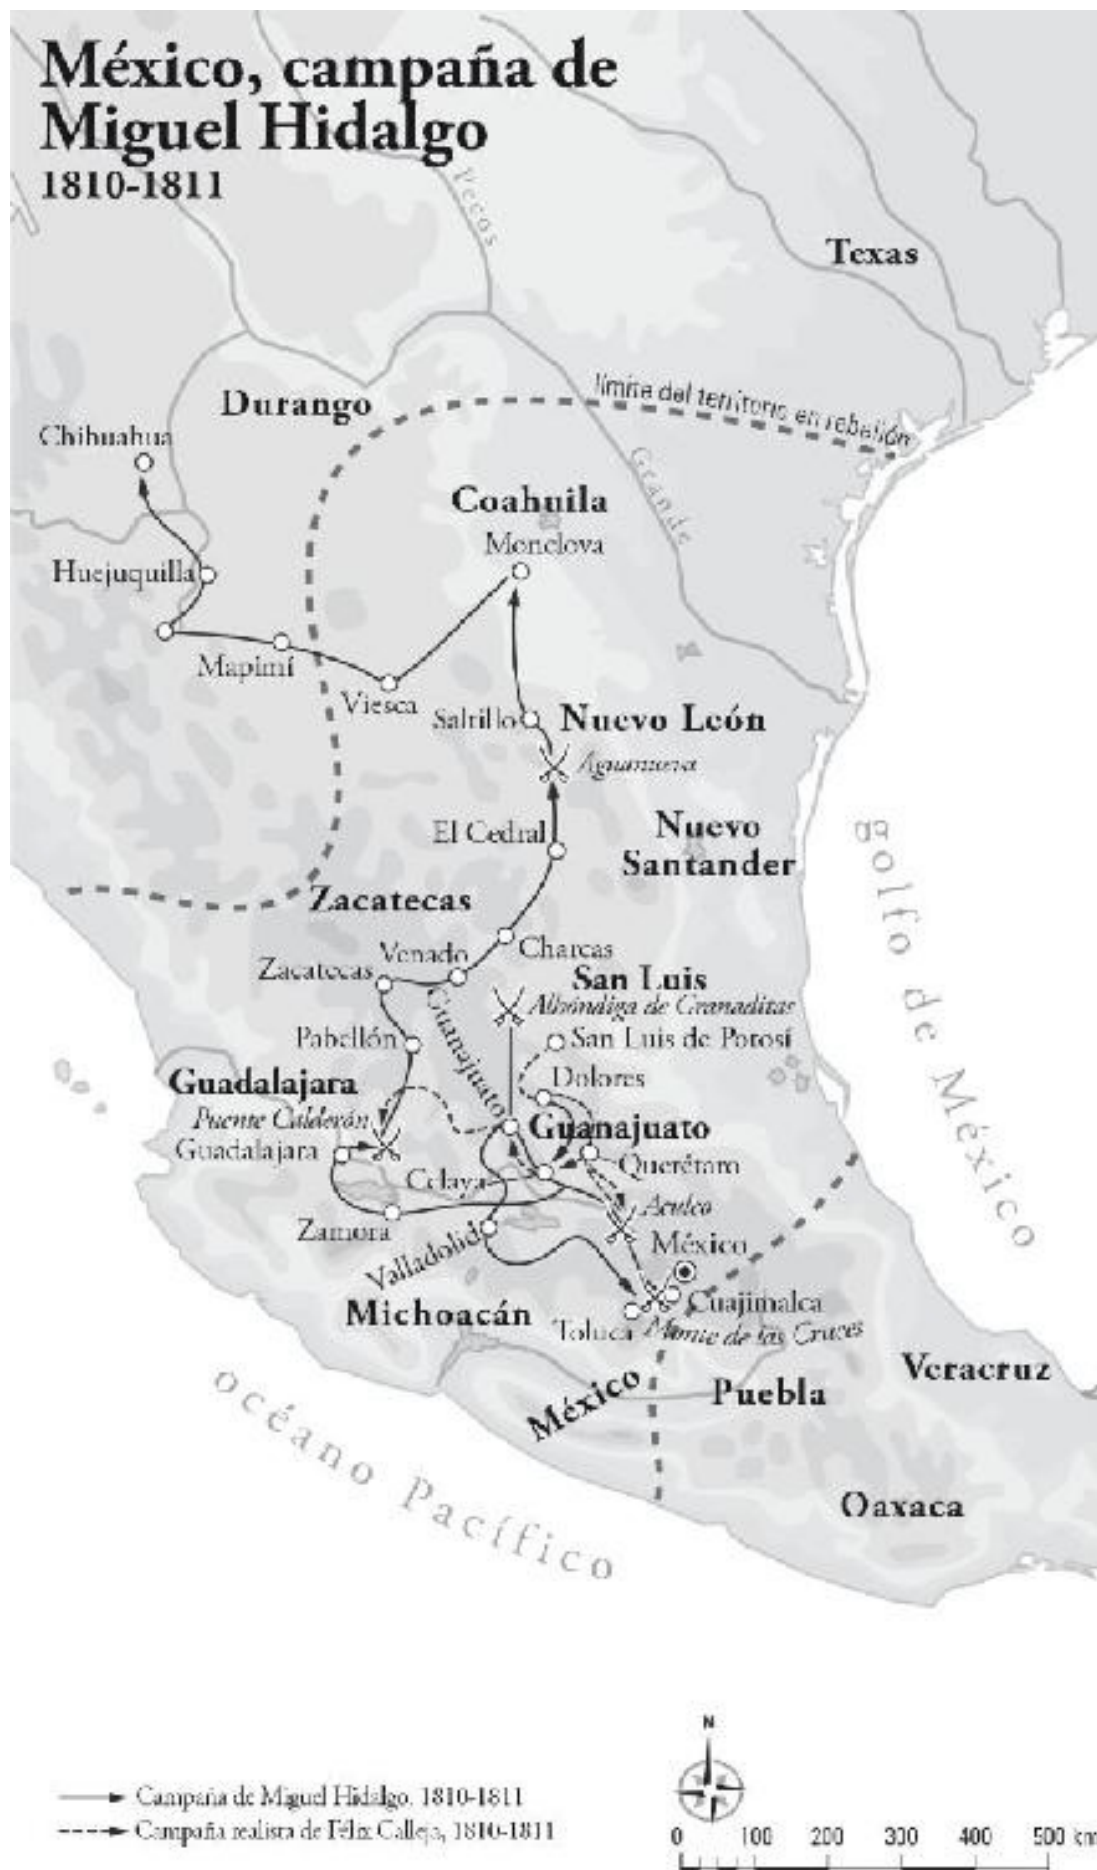 México, campaña de
Miguel Hidalgo
1810-1811
Pecos
Texas
límite del territorio en rebelión
Durango
Chihuahua
Grande
Coahuila
Monclova
Huejuquilla
Mapimí
Viesca
Saltillo
Nuevo León
Aguanueva
El Cedral
Nuevo
Santander
golfo de México
Zacatecas
Venado
Charcas
Zacatecas
San Luis
Alhóndiga de Granaditas
Guanajuato
Pabellón
San Luis de Potosí
Guadalajara
Dolores
Puente Calderón
Guanajuato
Guadalajara
Querétaro
Celaya
Aculco
Zamora
México
Valladolid
Cuajimalca
Michoacán
Toluca
Monte de las Cruces
Veracruz
México
Puebla
océano Pacífico
Oaxaca
N
Campaña de Miguel Hidalgo, 1810-1811
Campaña realista de Félix Calleja, 1810-1811
0 100 200 300 400 500 km